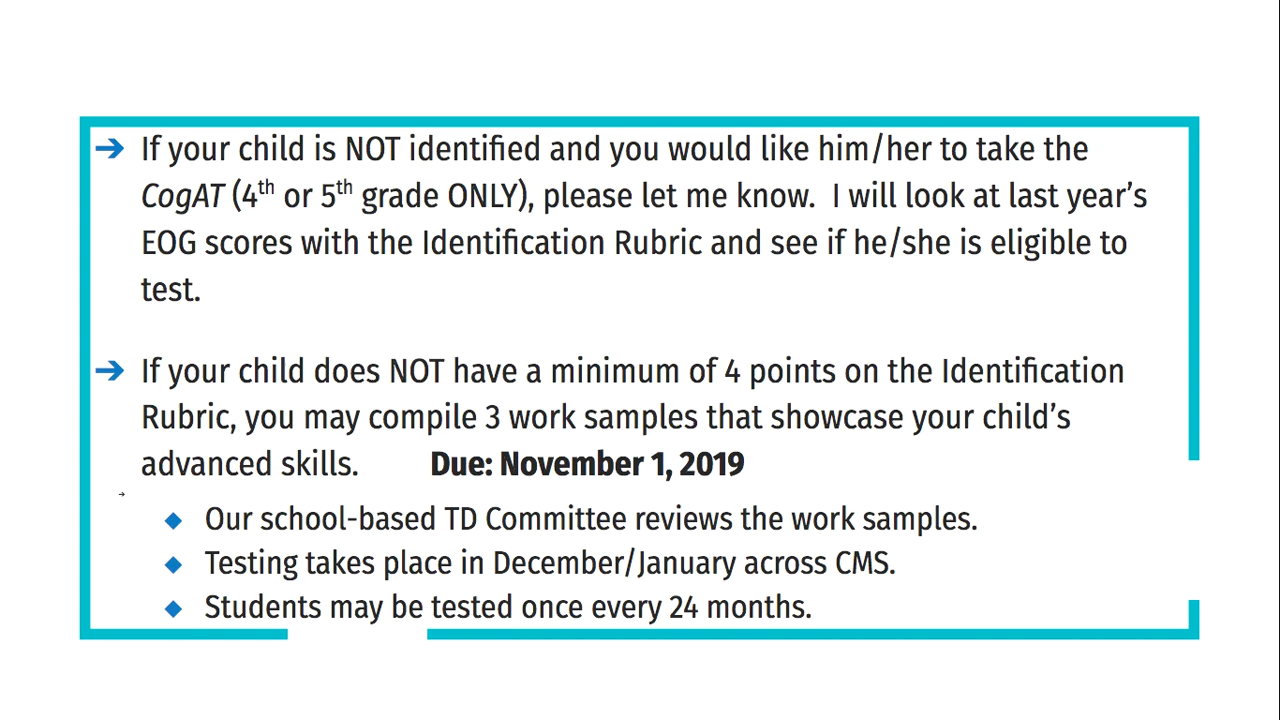 ➔ If your child is NOT identified and you would like him/her to take the
CogAT (4th or 5th grade ONLY), please let me know.  I will look at last year’s
EOG scores with the Identification Rubric and see if he/she is eligible to
test.
➔ If your child does NOT have a minimum of 4 points on the Identification
Rubric, you may compile 3 work samples that showcase your child’s
advanced skills. Due: November 1, 2019
◆ Our school-based TD Committee reviews the work samples.
◆ Testing takes place in December/January across CMS.
◆ Students may be tested once every 24 months.